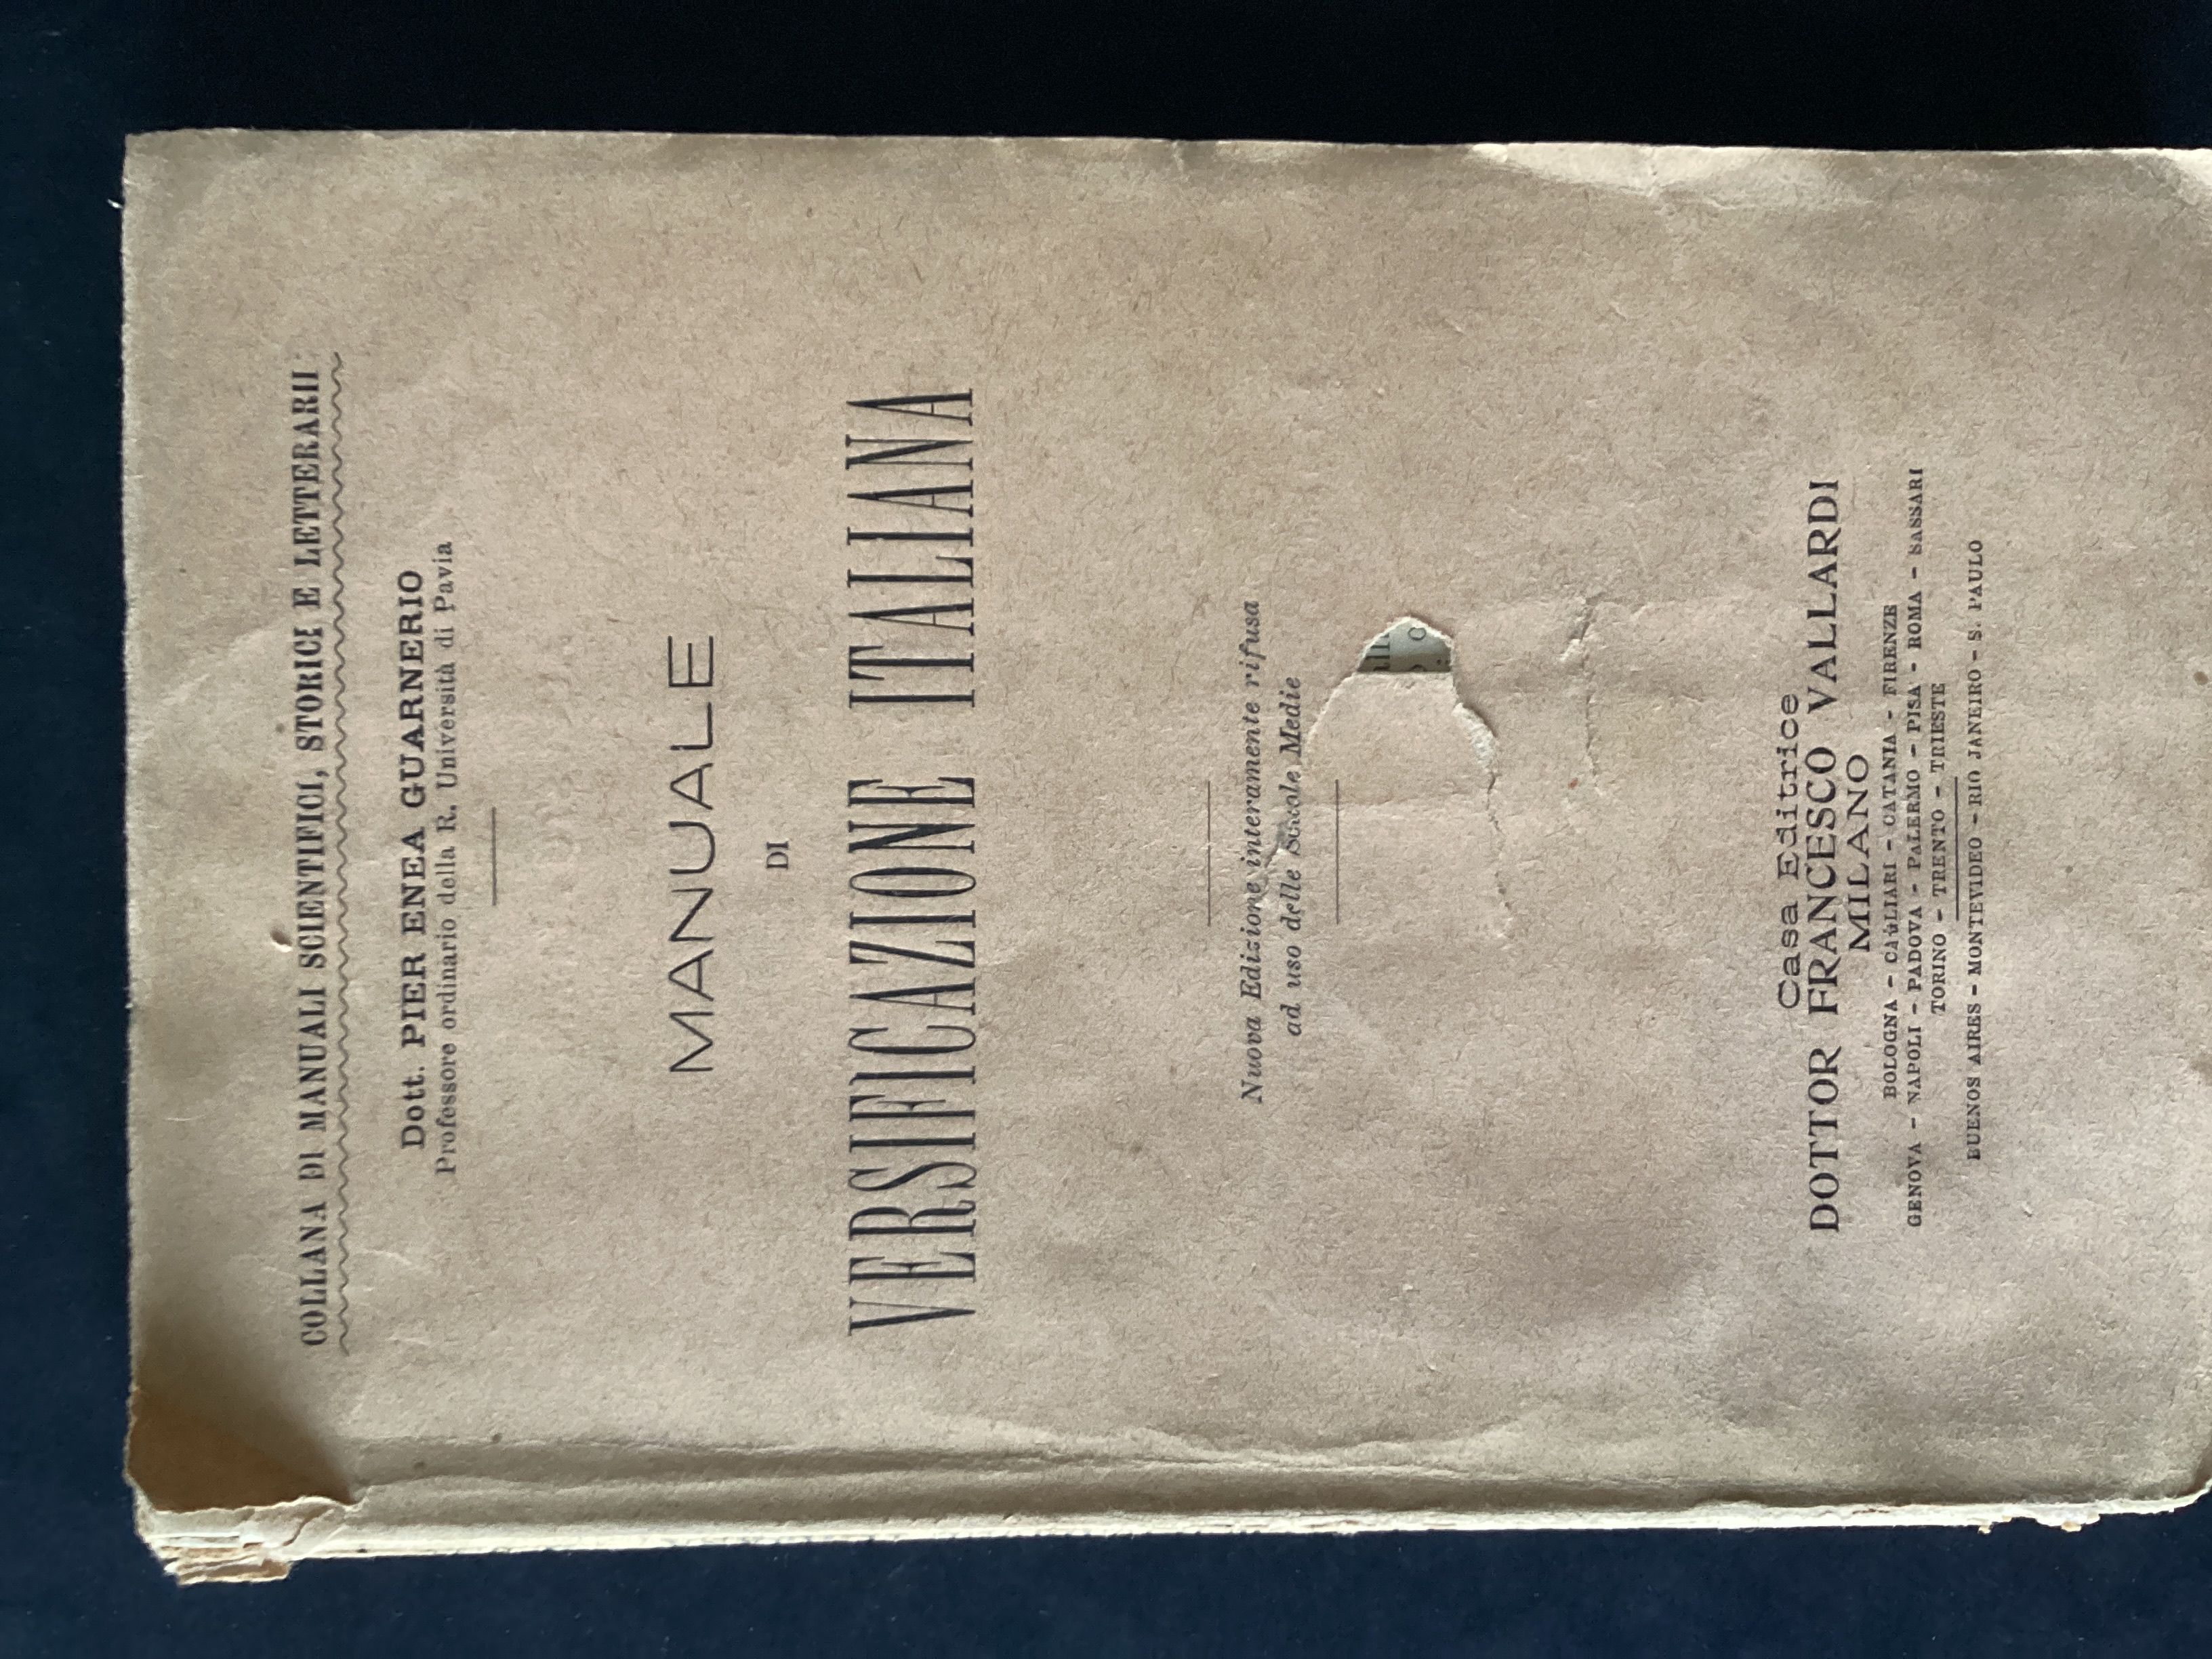 COLLANA DI MANUALI SCIENTIFICI, STORICI E LETTERARII
Dott. PIER ENEA GUARNERIO
Professore ordinario della R. Università di Pavia
MANUALE
DI
VERSIFICAZIONE ITALIANA
Nuova Edizione interamente rifusa
ad uso delle Scuole Medie
Casa Editrice
DOTTOR FRANCESCO VALLARDI
MILANO
BOLOGNA - CAGLIARI - CATANIA - FIRENZE
GENOVA - NAPOLI - PADOVA - PALERMO - PISA - ROMA - SASSARI
TORINO - TRENTO - TRIESTE
BUENOS AIRES - MONTEVIDEO - RIO JANEIRO - S. PAULO